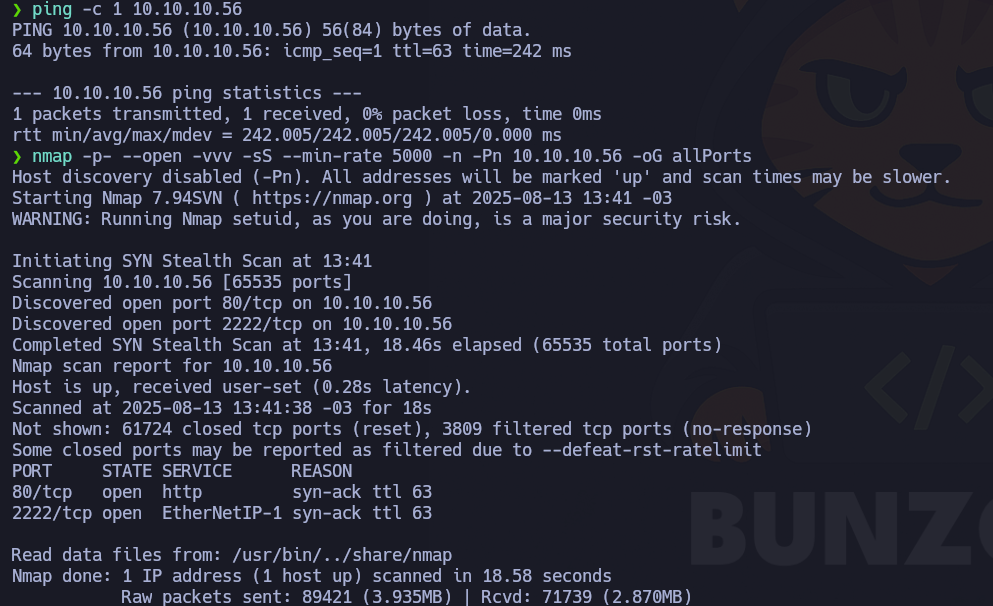 ❯ ping -c 1 10.10.10.56
PING 10.10.10.56 (10.10.10.56) 56(84) bytes of data.
64 bytes from 10.10.10.56: icmp_seq=1 ttl=63 time=242 ms

--- 10.10.10.56 ping statistics ---
1 packets transmitted, 1 received, 0% packet loss, time 0ms
rtt min/avg/max/mdev = 242.005/242.005/242.005/0.000 ms
❯ nmap -p- --open -vvv -sS --min-rate 5000 -n -Pn 10.10.10.56 -oG allPorts
Host discovery disabled (-Pn). All addresses will be marked 'up' and scan times may be slower.
Starting Nmap 7.94SVN ( https://nmap.org ) at 2025-08-13 13:41 -03
WARNING: Running Nmap setuid, as you are doing, is a major security risk.

Initiating SYN Stealth Scan at 13:41
Scanning 10.10.10.56 [65535 ports]
Discovered open port 80/tcp on 10.10.10.56
Discovered open port 2222/tcp on 10.10.10.56
Completed SYN Stealth Scan at 13:41, 18.46s elapsed (65535 total ports)
Nmap scan report for 10.10.10.56
Host is up, received user-set (0.28s latency).
Scanned at 2025-08-13 13:41:38 -03 for 18s
Not shown: 61724 closed tcp ports (reset), 3809 filtered tcp ports (no-response)
Some closed ports may be reported as filtered due to --defeat-rst-ratelimit
PORT     STATE SERVICE      REASON
80/tcp   open  http         syn-ack ttl 63
2222/tcp open  EtherNetIP-1 syn-ack ttl 63

Read data files from: /usr/bin/../share/nmap
Nmap done: 1 IP address (1 host up) scanned in 18.58 seconds
           Raw packets sent: 89421 (3.935MB) | Rcvd: 71739 (2.870MB)